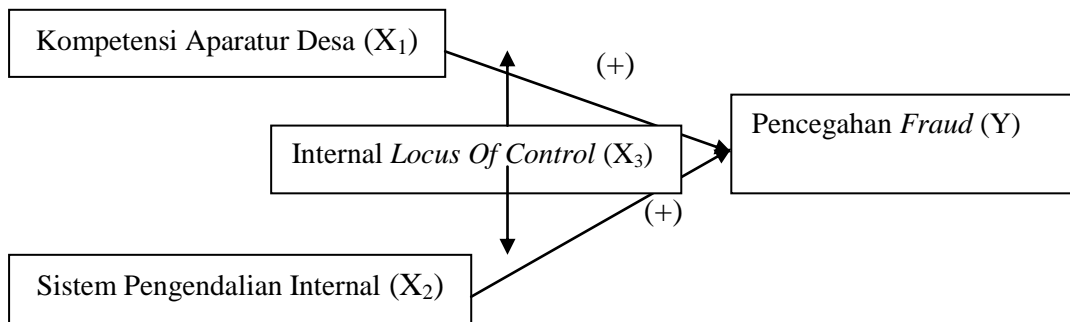 Kompetensi Aparatur Desa (X₁)
(+)
Pencegahan Fraud (Y)
Internal Locus Of Control (X₃)
(+)
Sistem Pengendalian Internal (X₂)